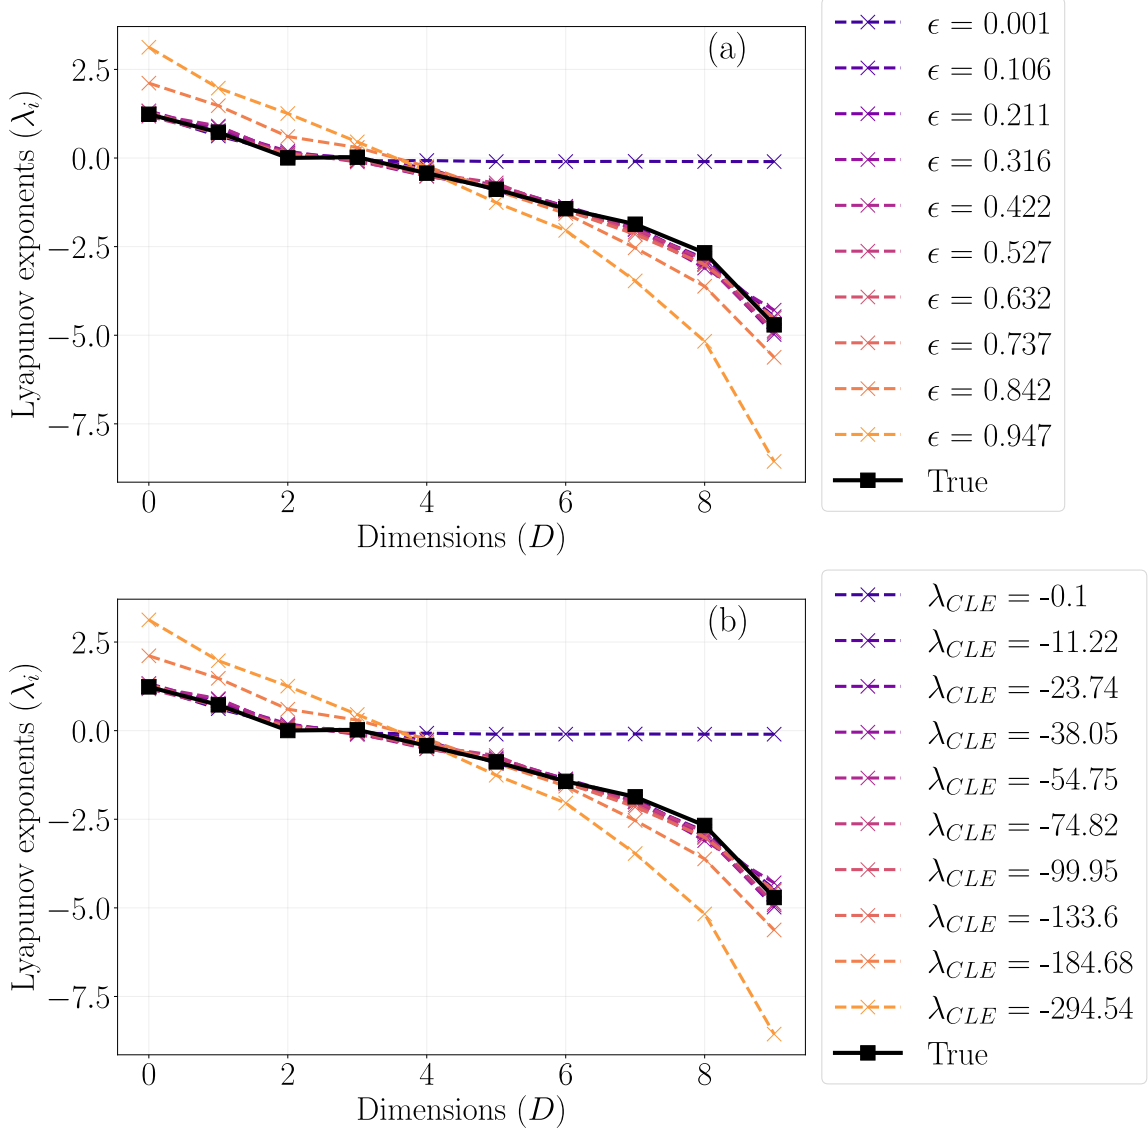 (a)
Lyapunov exponents (λ_i)
2.5
0.0
−2.5
−5.0
−7.5
0 2 4 6 8
Dimensions (D)
ϵ = 0.001
ϵ = 0.106
ϵ = 0.211
ϵ = 0.316
ϵ = 0.422
ϵ = 0.527
ϵ = 0.632
ϵ = 0.737
ϵ = 0.842
ϵ = 0.947
True
(b)
Lyapunov exponents (λ_i)
2.5
0.0
−2.5
−5.0
−7.5
0 2 4 6 8
Dimensions (D)
λ_CLE = -0.1
λ_CLE = -11.22
λ_CLE = -23.74
λ_CLE = -38.05
λ_CLE = -54.75
λ_CLE = -74.82
λ_CLE = -99.95
λ_CLE = -133.6
λ_CLE = -184.68
λ_CLE = -294.54
True